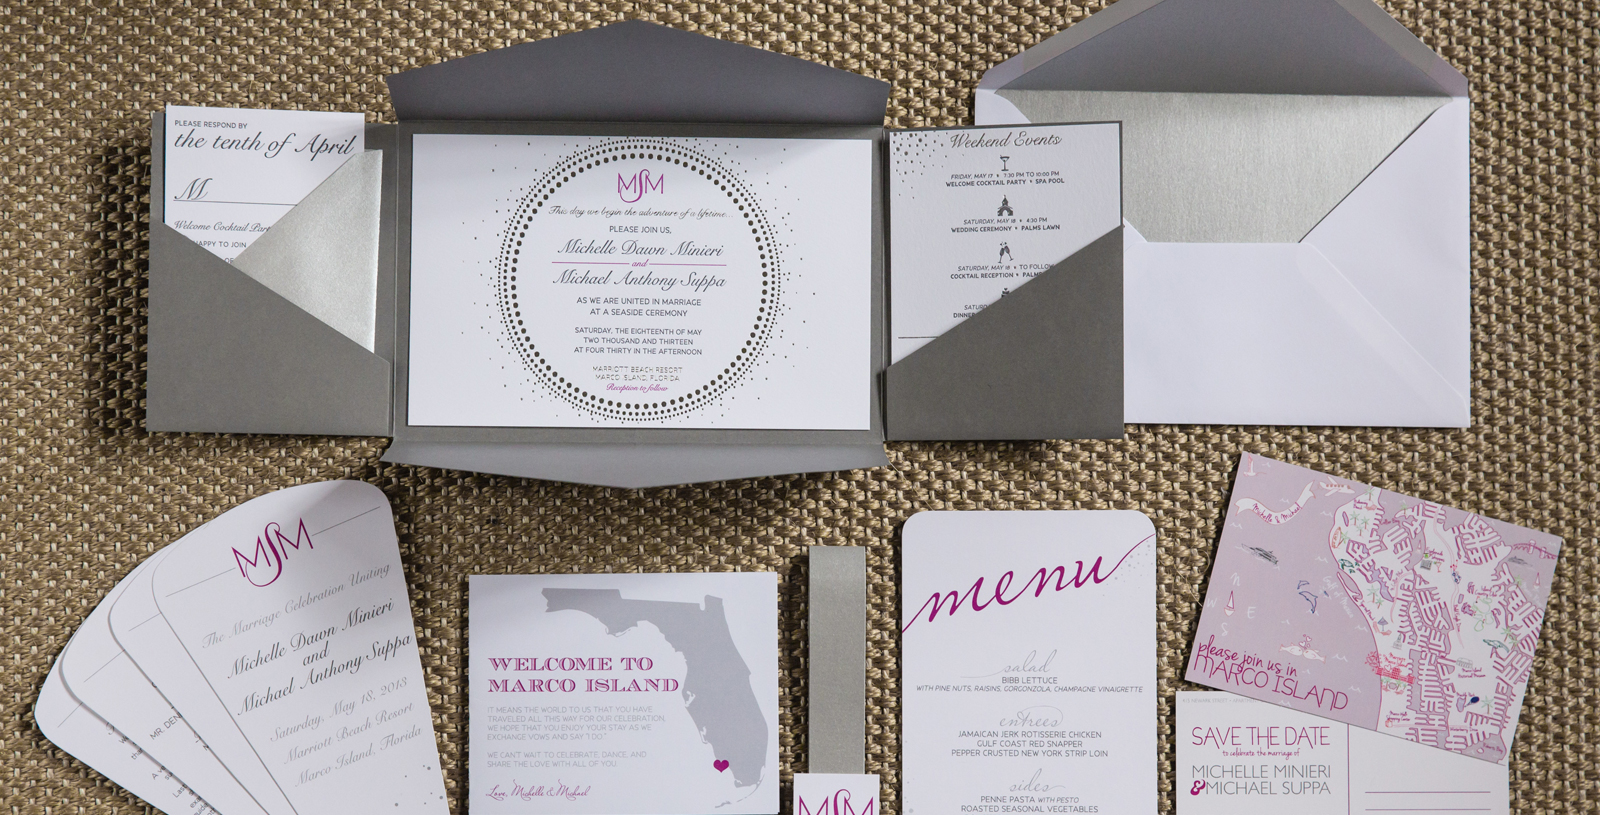 PLEASE RESPOND BY
the tenth of April
M
Welcome Cocktail
HAPPY TO JOIN
MSM
This day we begin the adventure of a lifetime...
PLEASE JOIN US,
Michelle Dawn Minieri
and
Michael Anthony Suppa
AS WE ARE UNITED IN MARRIAGE
AT A SEASIDE CEREMONY
SATURDAY, THE EIGHTEENTH OF MAY
TWO THOUSAND AND THIRTEEN
AT FOUR THIRTY IN THE AFTERNOON
MARRIOTT BEACH RESORT
MARCO ISLAND, FLORIDA
Reception to follow
Weekend Events
FRIDAY, MAY 17 • 7:30 PM TO 10:00 PM
WELCOME COCKTAIL PARTY • SPA POOL
SATURDAY, MAY 18 • 4:30 PM
WEDDING CEREMONY • PALMS LAWN
SATURDAY, MAY 18 • TO FOLLOW
COCKTAIL RECEPTION •
MSM
The Marriage Celebration Uniting
Michelle Dawn Minieri
and
Michael Anthony Suppa
Saturday, May 18, 2013
Marriott Beach Resort
Marco Island, Florida
MR. DEN
WELCOME TO
MARCO ISLAND
IT MEANS THE WORLD TO US THAT YOU HAVE
TRAVELED ALL THIS WAY FOR OUR CELEBRATION,
WE HOPE THAT YOU ENJOY YOUR STAY AS WE
EXCHANGE VOWS AND SAY "I DO."
WE CAN'T WAIT TO CELEBRATE, DANCE, AND
SHARE THE LOVE WITH ALL OF YOU.
Love, Michelle & Michael
MSM
menu
salad
BIBB LETTUCE
WITH PINE NUTS, RAISINS, GORGONZOLA, CHAMPAGNE VINAIGRETTE
entrees
JAMAICAN JERK ROTISSERIE CHICKEN
GULF COAST RED SNAPPER
PEPPER CRUSTED NEW YORK STRIP LOIN
sides
PENNE PASTA WITH PESTO
ROASTED SEASONAL VEGETABLES
Michelle & Michael
N
W E
S
please join us in
MARCO ISLAND
SAVE THE DATE
to celebrate the marriage of
MICHELLE MINIERI
& MICHAEL SUPPA